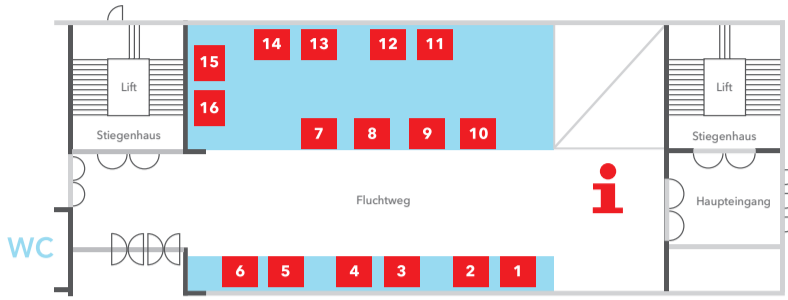 14 13 12 11
15
Lift
Lift
16
Stiegenhaus
7 8 9 10
Stiegenhaus
i
Fluchtweg
Haupteingang
WC
6 5 4 3 2 1